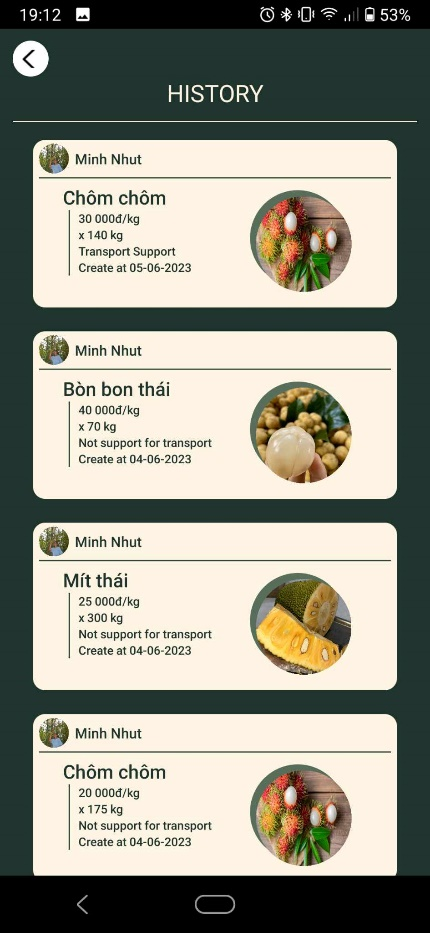 19:12
53%
HISTORY
Minh Nhut
Chôm chôm
30 000đ/kg
x 140 kg
Transport Support
Create at 05-06-2023
Minh Nhut
Bòn bon thái
40 000đ/kg
x 70 kg
Not support for transport
Create at 04-06-2023
Minh Nhut
Mít thái
25 000đ/kg
x 300 kg
Not support for transport
Create at 04-06-2023
Minh Nhut
Chôm chôm
20 000đ/kg
x 175 kg
Not support for transport
Create at 04-06-2023